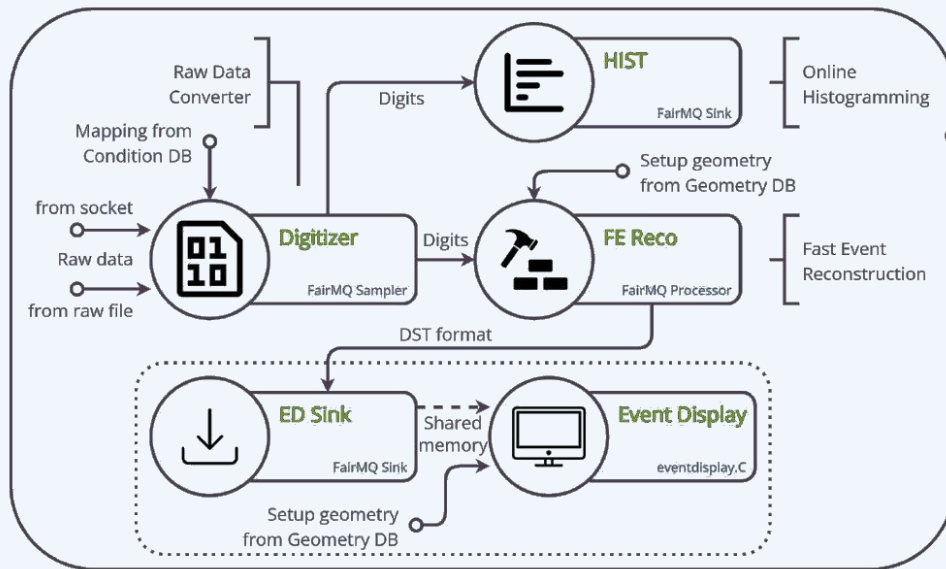 Raw Data
Converter
Digits
HIST
FairMQ Sink
Online
Histogramming
Mapping from
Condition DB
Setup geometry
from Geometry DB
from socket
Raw data
from raw file
01
10
Digitizer
FairMQ Sampler
Digits
FE Reco
FairMQ Processor
Fast Event
Reconstruction
DST format
ED Sink
FairMQ Sink
Shared
memory
Event Display
eventdisplay.C
Setup geometry
from Geometry DB